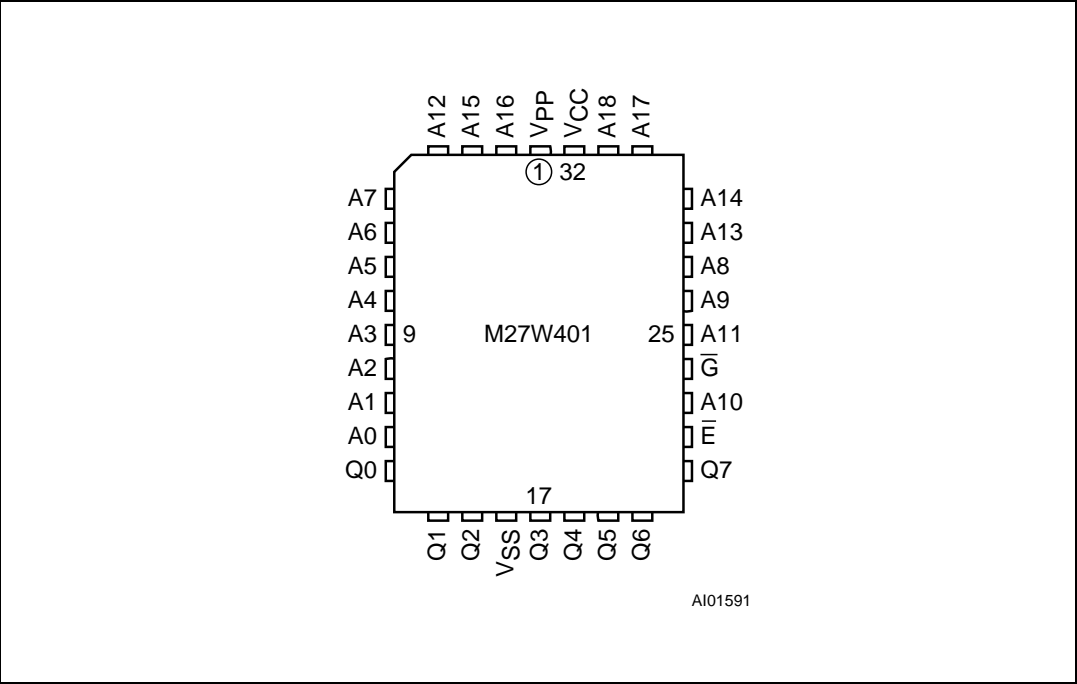 A12 A15 A16 VPP VCC A18 A17
1 32
A7 A14
A6 A13
A5 A8
A4 A9
A3 9 M27W401 25 A11
A2 G̅
A1 A10
A0 E̅
Q0 Q7
17
Q1 Q2 VSS Q3 Q4 Q5 Q6
AI01591